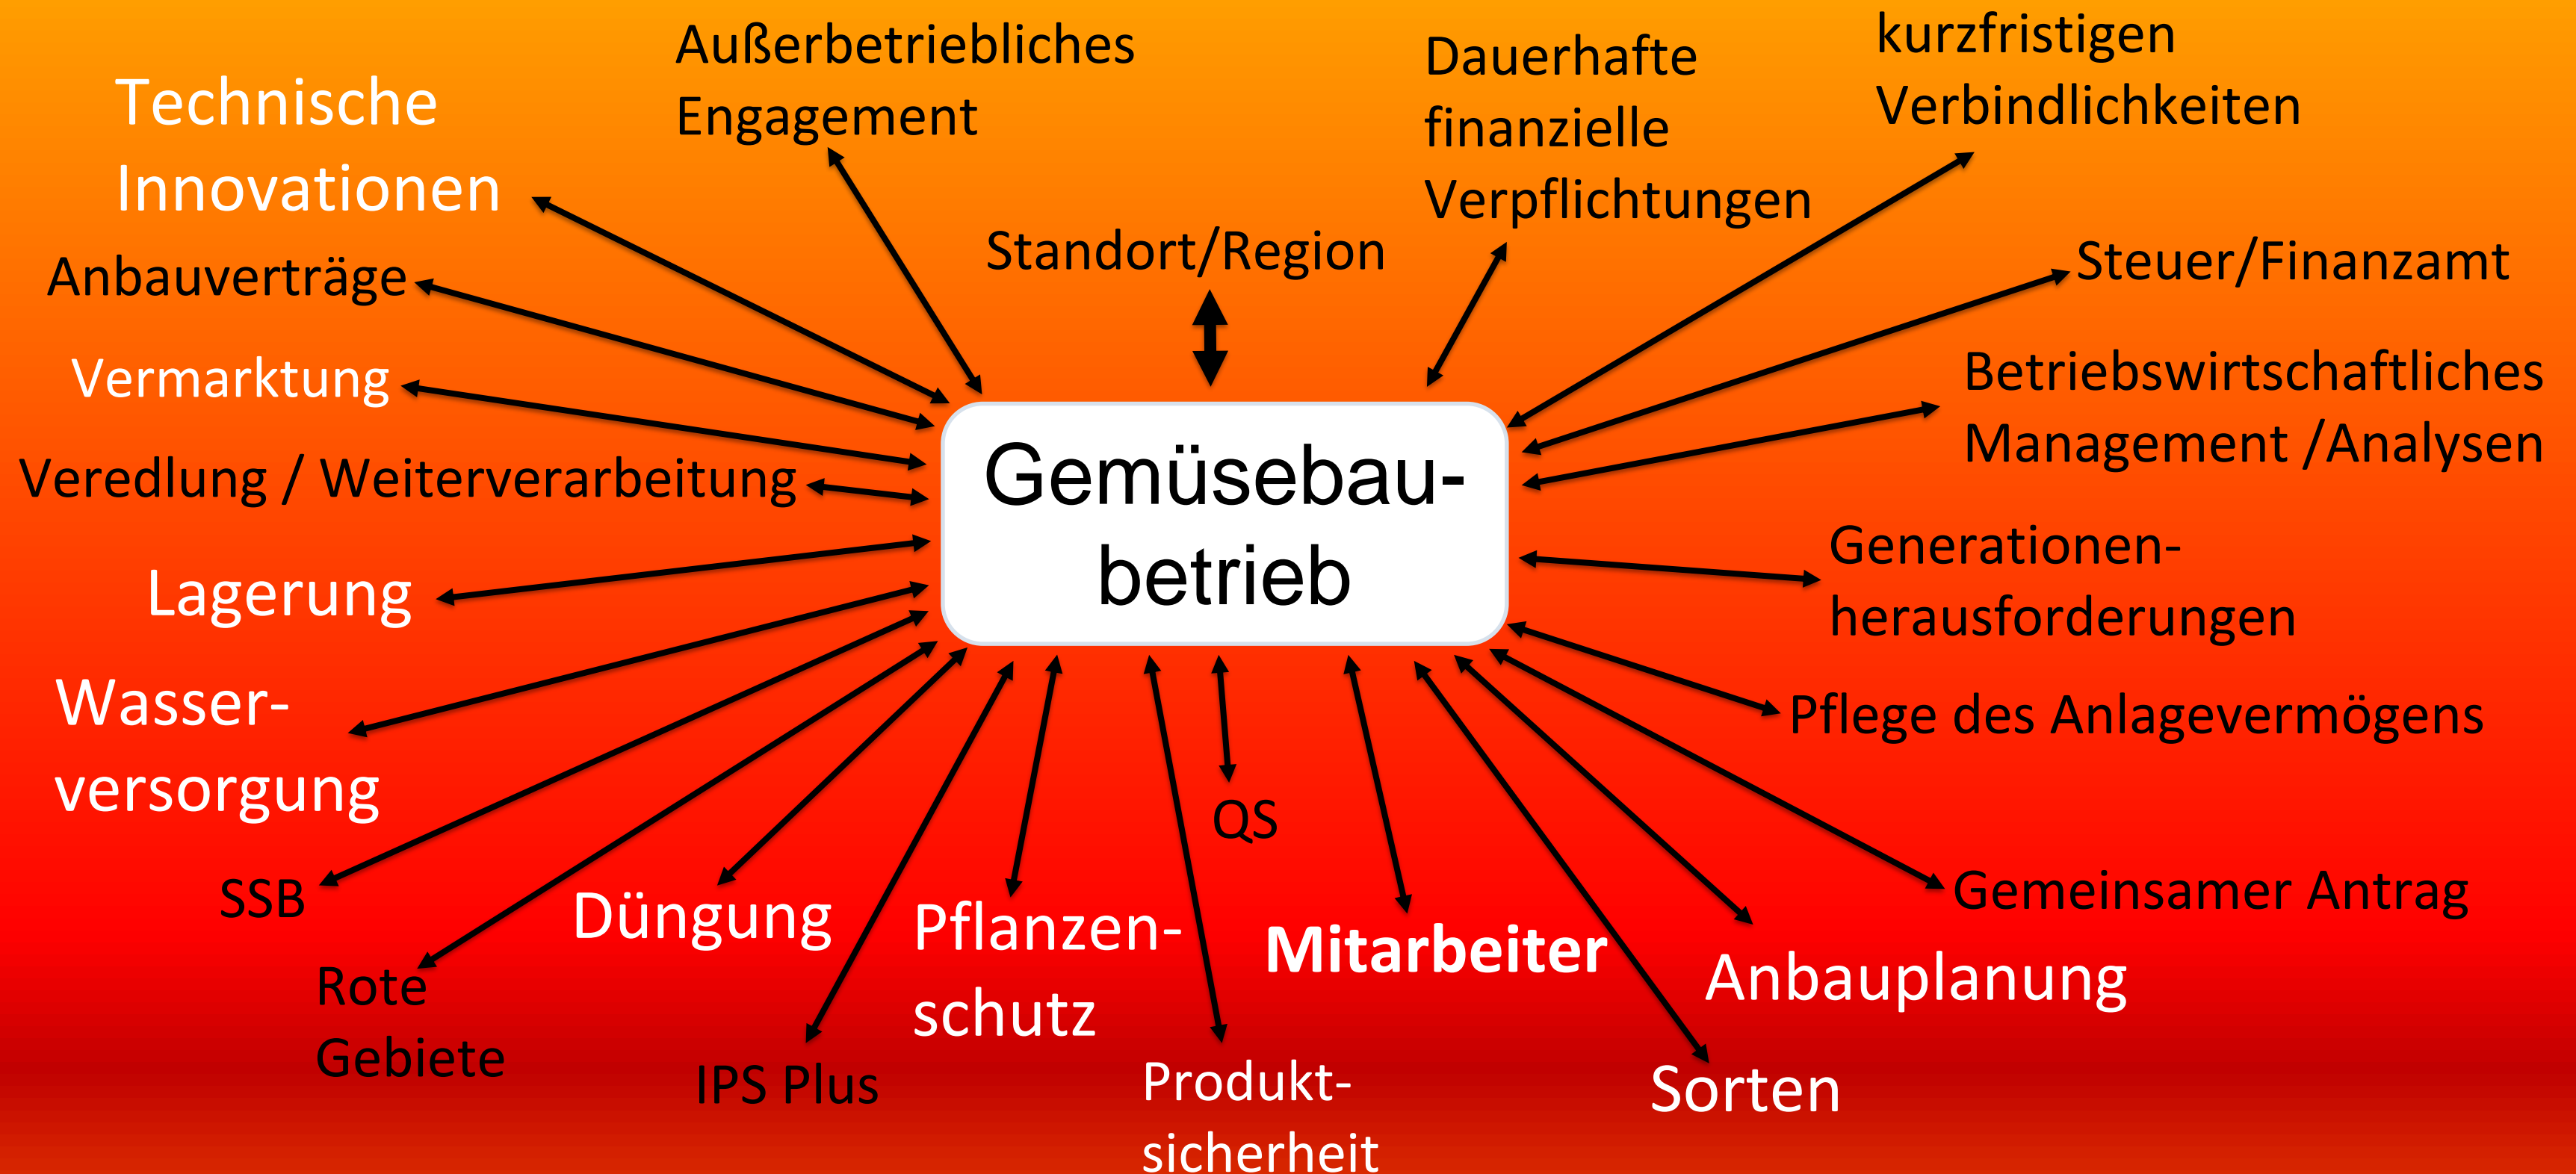 Außerbetriebliches
Engagement
Dauerhafte
finanzielle
Verpflichtungen
kurzfristigen
Verbindlichkeiten
Technische
Innovationen
Standort/Region
Anbauverträge
Steuer/Finanzamt
Vermarktung
Betriebswirtschaftliches
Management /Analysen
Veredlung / Weiterverarbeitung
Gemüsebau-
betrieb
Generationen-
herausforderungen
Lagerung
Wasser-
versorgung
Pflege des Anlagevermögens
QS
SSB
Düngung
Pflanzen-
schutz
Mitarbeiter
Gemeinsamer Antrag
Anbauplanung
Rote
Gebiete
IPS Plus
Produkt-
sicherheit
Sorten